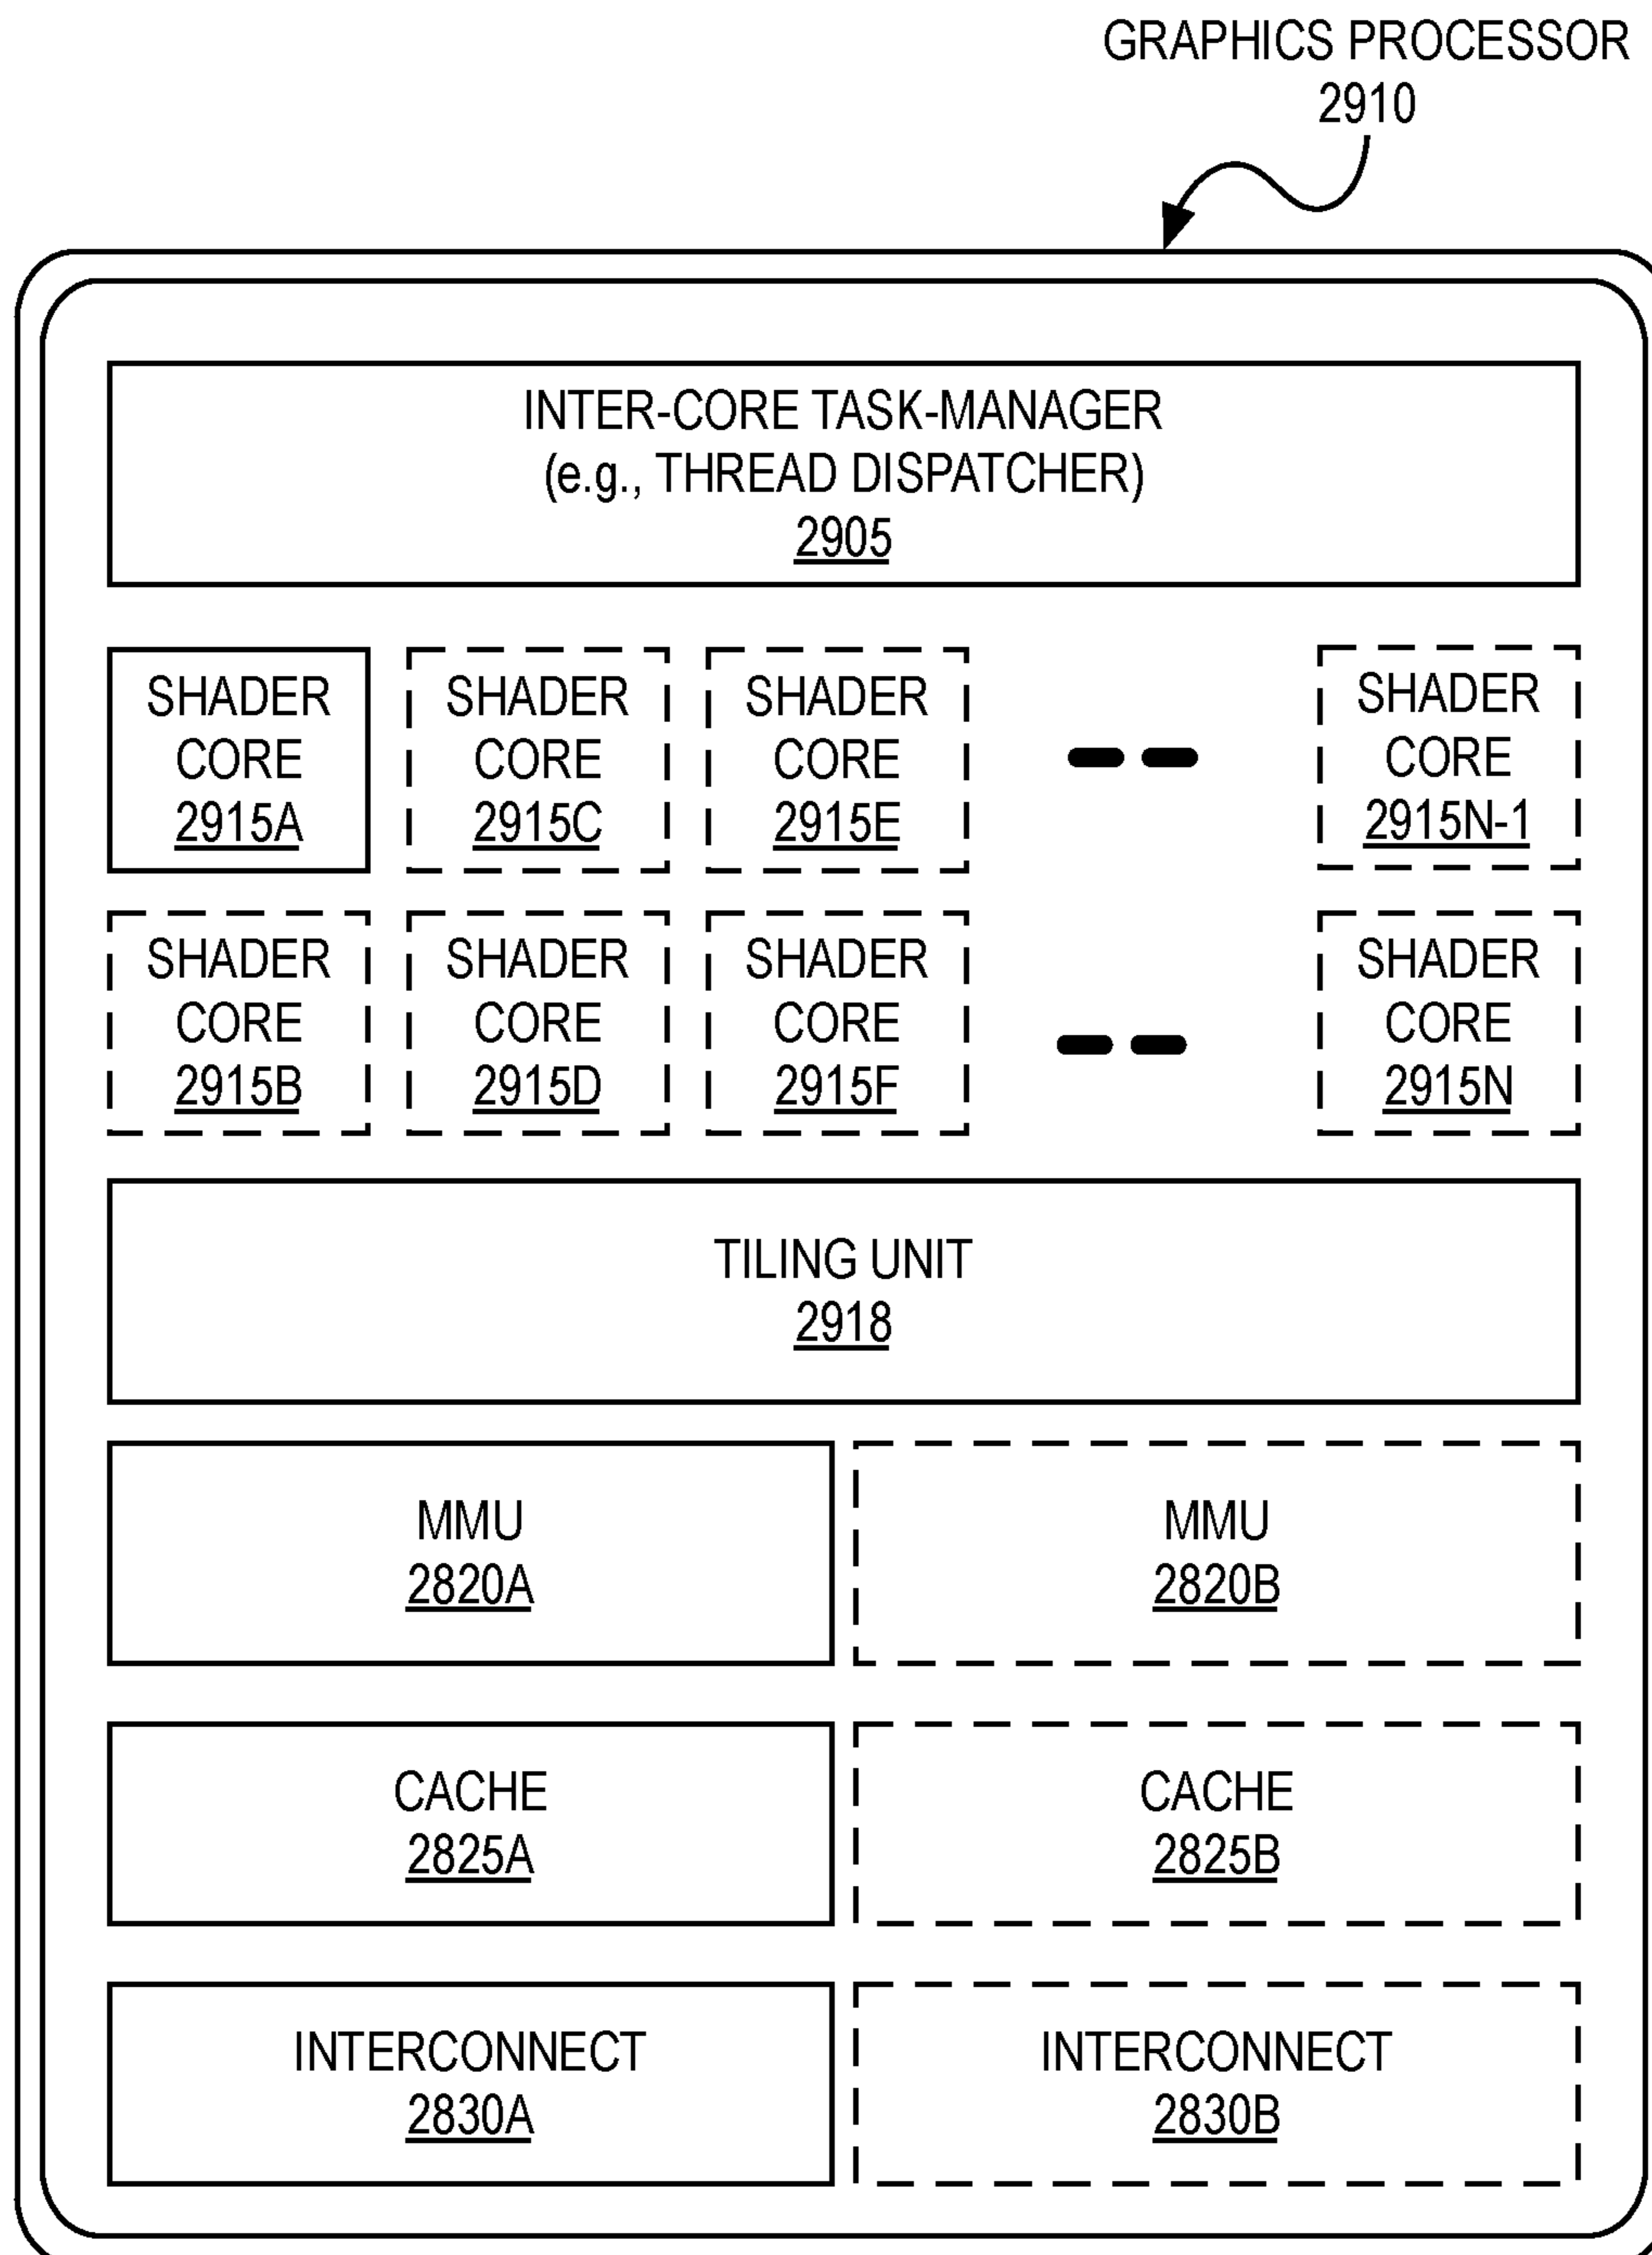 GRAPHICS PROCESSOR
2910
INTER-CORE TASK-MANAGER
(e.g., THREAD DISPATCHER)
2905
SHADER
CORE
2915A
SHADER
CORE
2915C
SHADER
CORE
2915E
SHADER
CORE
2915N-1
SHADER
CORE
2915B
SHADER
CORE
2915D
SHADER
CORE
2915F
SHADER
CORE
2915N
TILING UNIT
2918
MMU
2820A
MMU
2820B
CACHE
2825A
CACHE
2825B
INTERCONNECT
2830A
INTERCONNECT
2830B